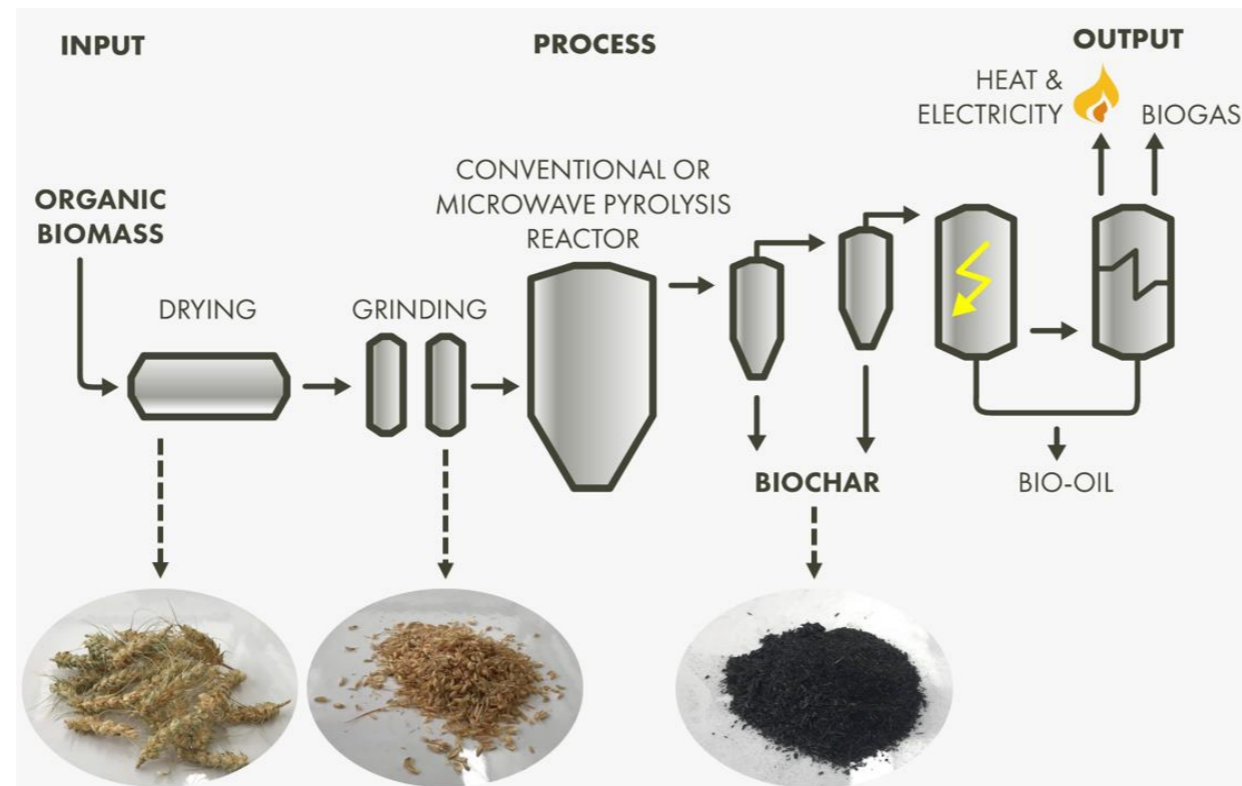 INPUT
PROCESS
OUTPUT
HEAT &
ELECTRICITY
BIOGAS
CONVENTIONAL OR
MICROWAVE PYROLYSIS
REACTOR
ORGANIC
BIOMASS
DRYING
GRINDING
BIOCHAR
BIO-OIL